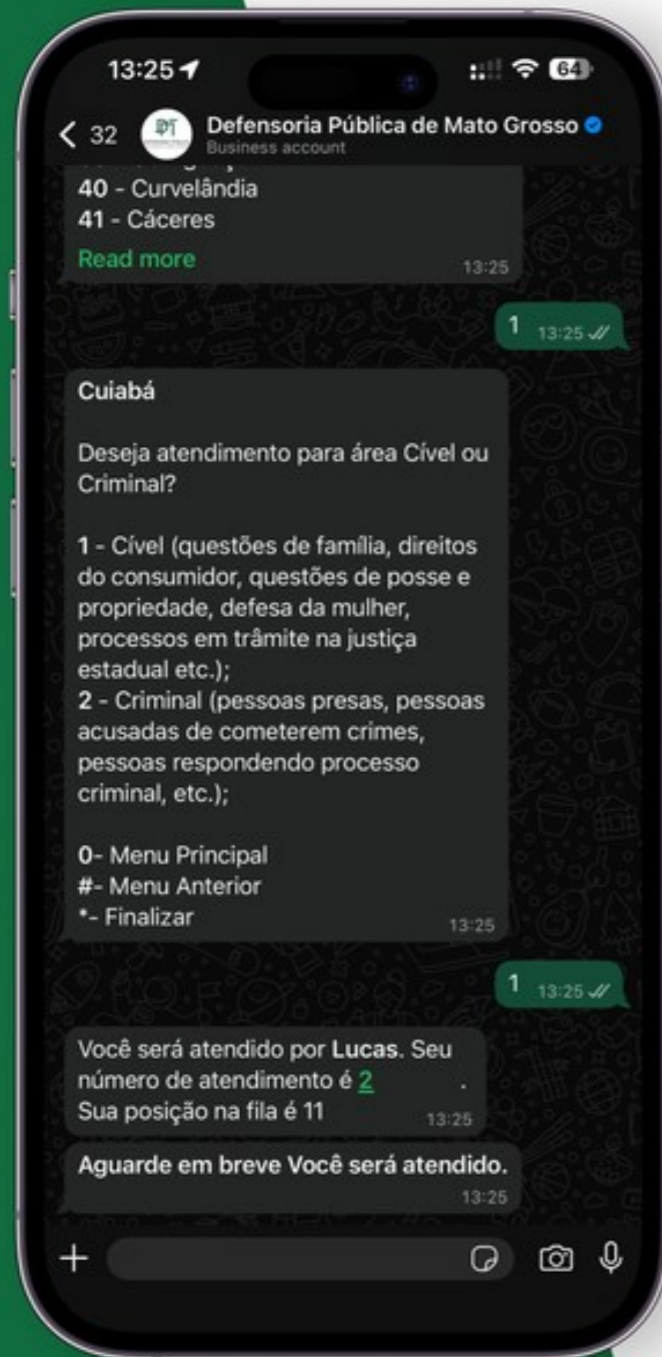 13:25
64
32
Defensoria Pública de Mato Grosso
Business account
40 - Curvelândia
41 - Cáceres
Read more
13:25
1 13:25
Cuiabá
Deseja atendimento para área Cível ou
Criminal?
1 - Cível (questões de família, direitos
do consumidor, questões de posse e
propriedade, defesa da mulher,
processos em trâmite na justiça
estadual etc.);
2 - Criminal (pessoas presas, pessoas
acusadas de cometerem crimes,
pessoas respondendo processo
criminal, etc.);
0- Menu Principal
#- Menu Anterior
*- Finalizar
13:25
1 13:25
Você será atendido por Lucas. Seu
número de atendimento é 2 .
Sua posição na fila é 11
13:25
Aguarde em breve Você será atendido.
13:25